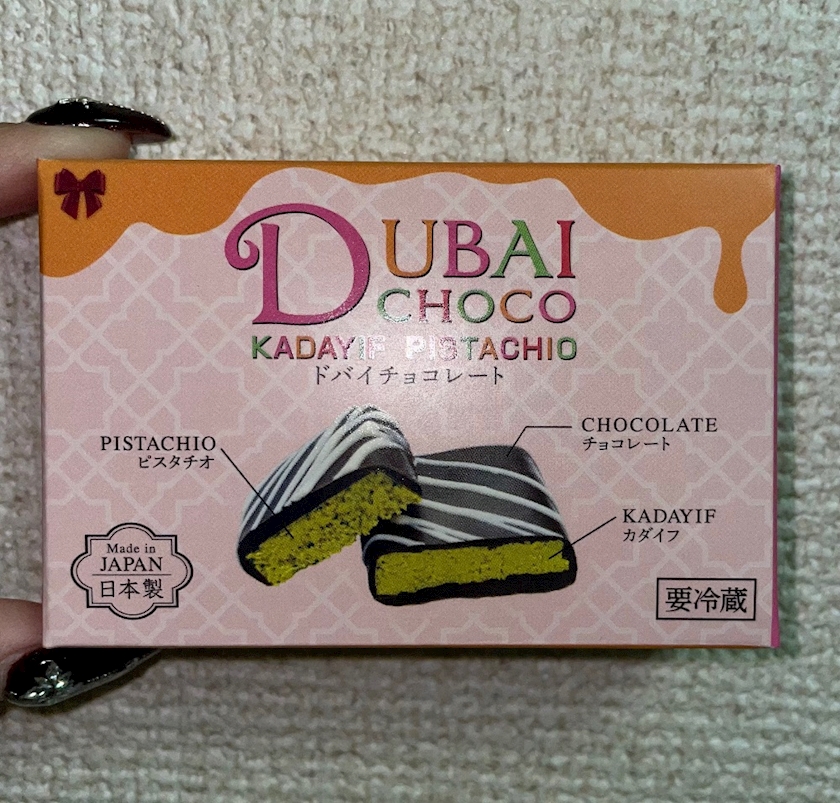 DUBAI
CHOCO
KADAYIF PISTACHIO
ドバイチョコレート
PISTACHIO
ピスタチオ
CHOCOLATE
チョコレート
KADAYIF
カダイフ
Made in
JAPAN
日本製
要冷蔵